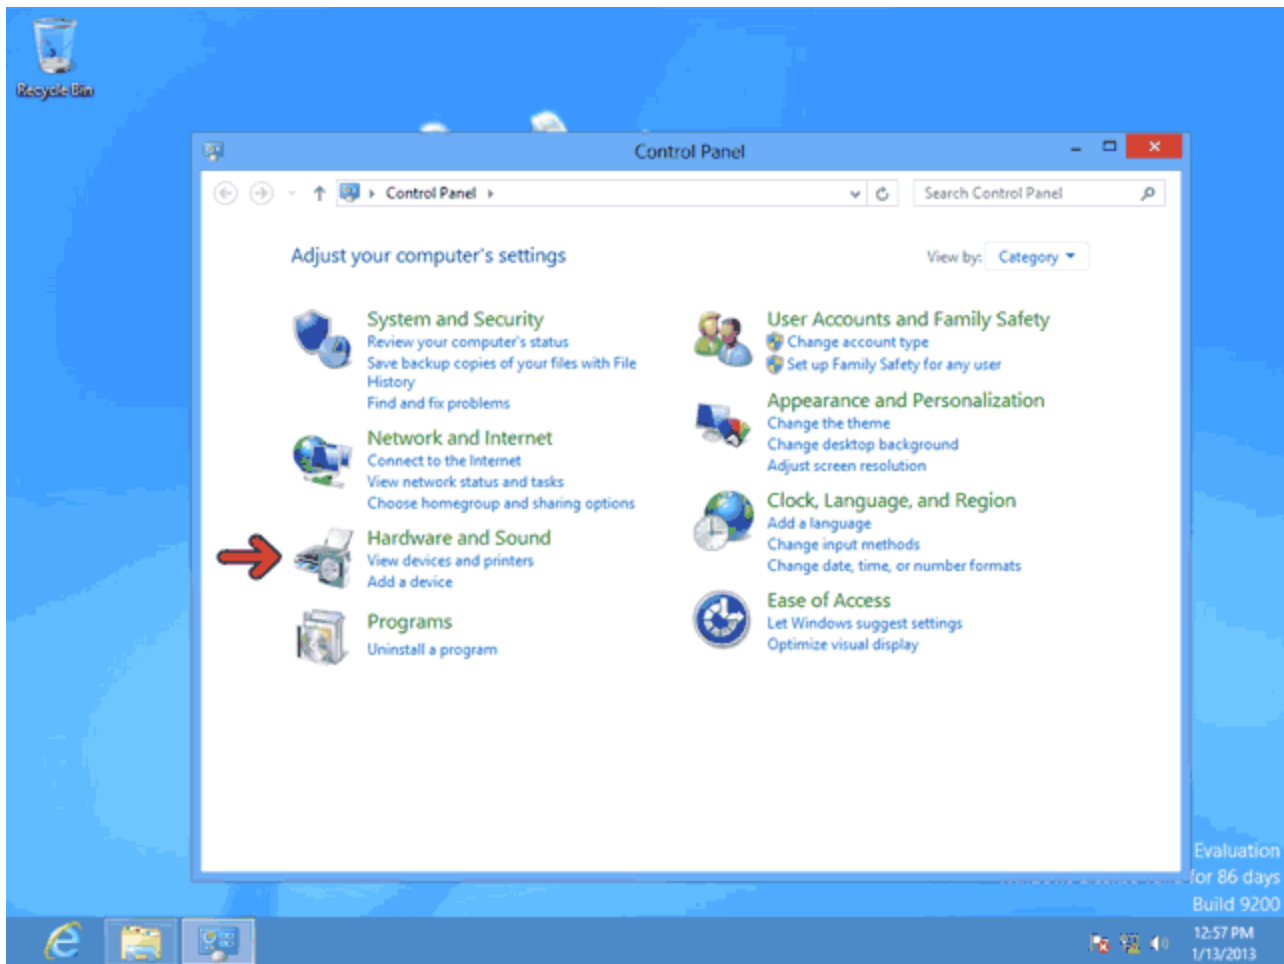 Recycle Bin
Control Panel
Control Panel
Search Control Panel
Adjust your computer's settings
View by: Category
System and Security
Review your computer's status
Save backup copies of your files with File
History
Find and fix problems
Network and Internet
Connect to the Internet
View network status and tasks
Choose homegroup and sharing options
Hardware and Sound
View devices and printers
Add a device
Programs
Uninstall a program
User Accounts and Family Safety
Change account type
Set up Family Safety for any user
Appearance and Personalization
Change the theme
Change desktop background
Adjust screen resolution
Clock, Language, and Region
Add a language
Change input methods
Change date, time, or number formats
Ease of Access
Let Windows suggest settings
Optimize visual display
Evaluation
for 86 days
Build 9200
12:57 PM
1/13/2013